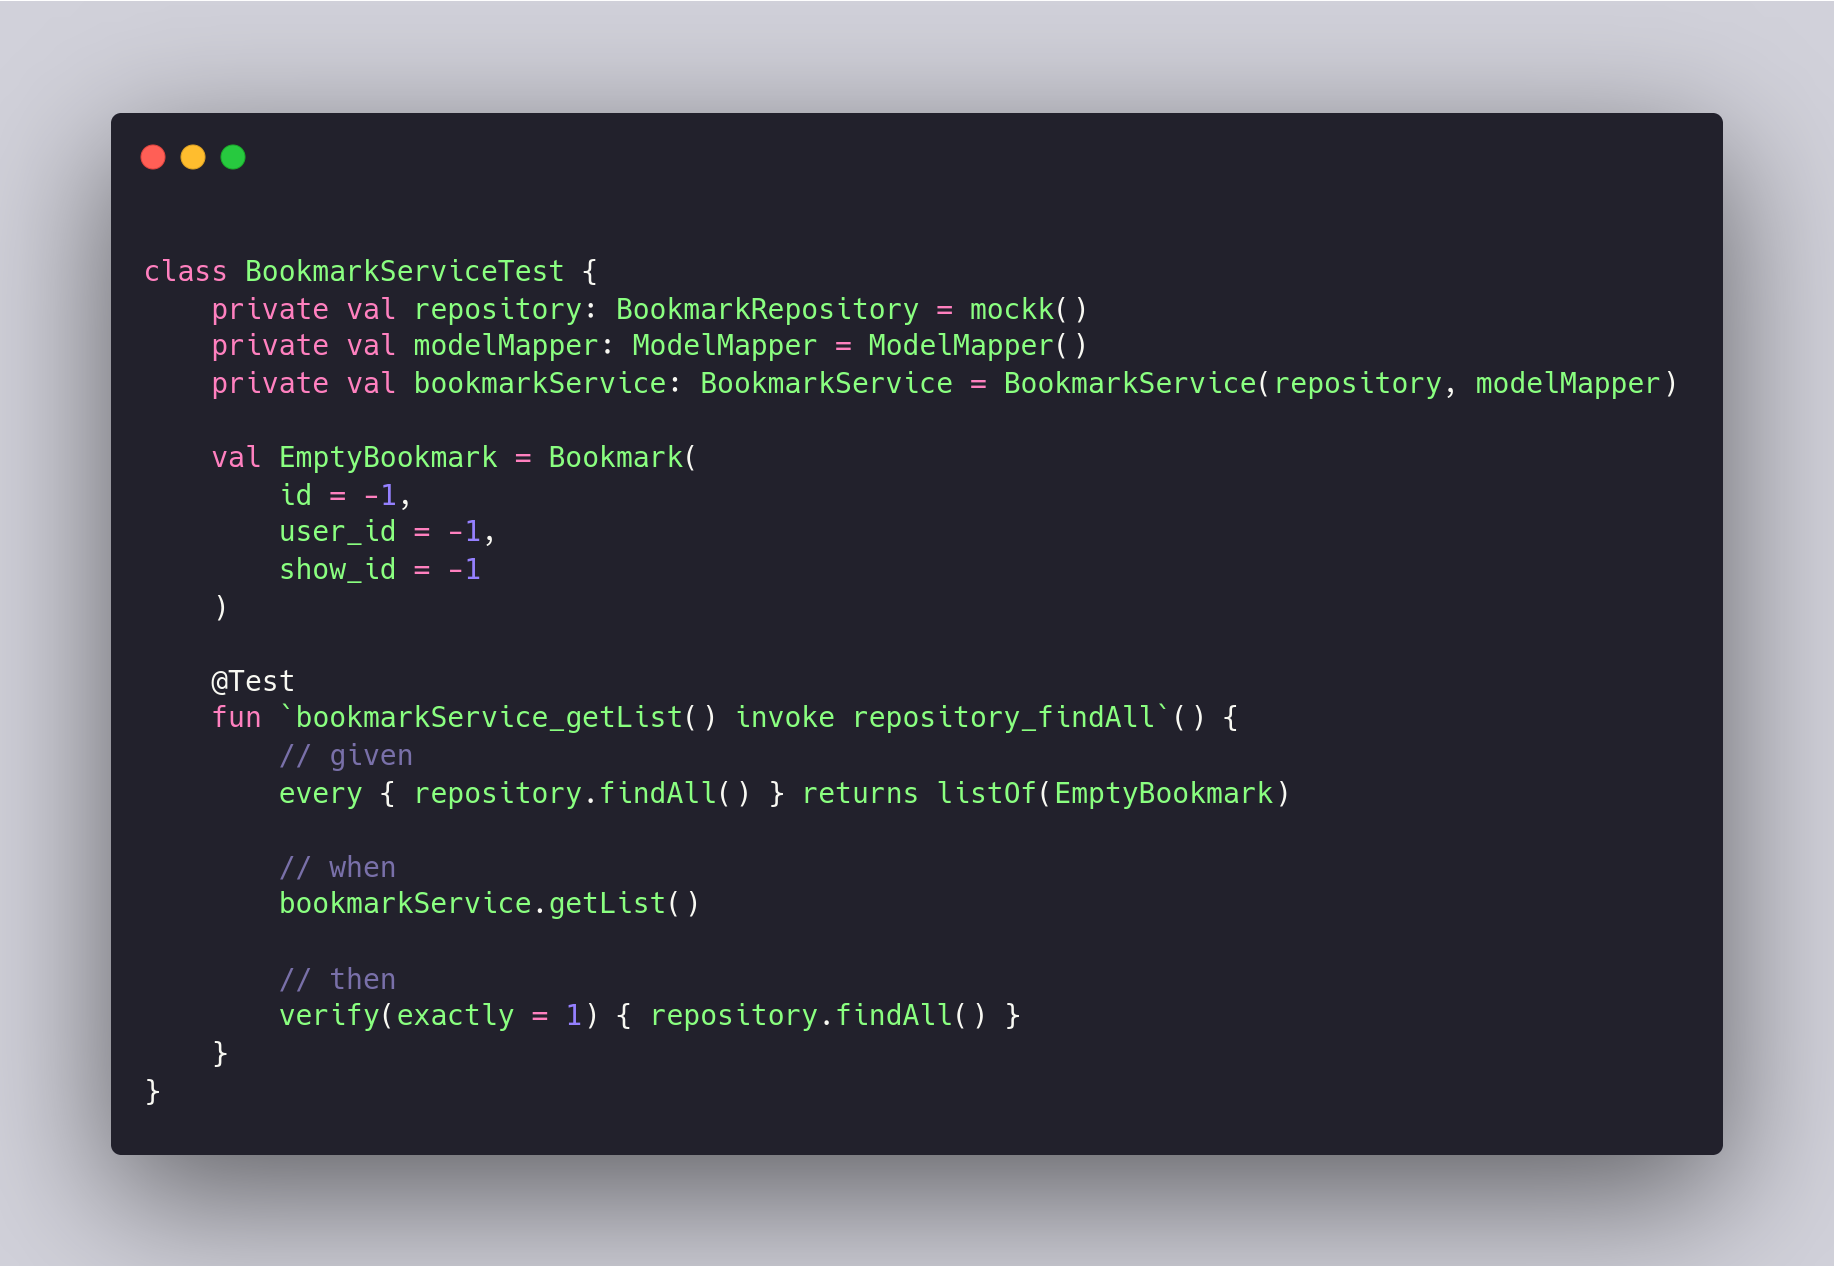 class BookmarkServiceTest {
    private val repository: BookmarkRepository = mockk()
    private val modelMapper: ModelMapper = ModelMapper()
    private val bookmarkService: BookmarkService = BookmarkService(repository, modelMapper)

    val EmptyBookmark = Bookmark(
        id = -1,
        user_id = -1,
        show_id = -1
    )

    @Test
    fun `bookmarkService_getList() invoke repository_findAll`() {
        // given
        every { repository.findAll() } returns listOf(EmptyBookmark)

        // when
        bookmarkService.getList()

        // then
        verify(exactly = 1) { repository.findAll() }
    }
}